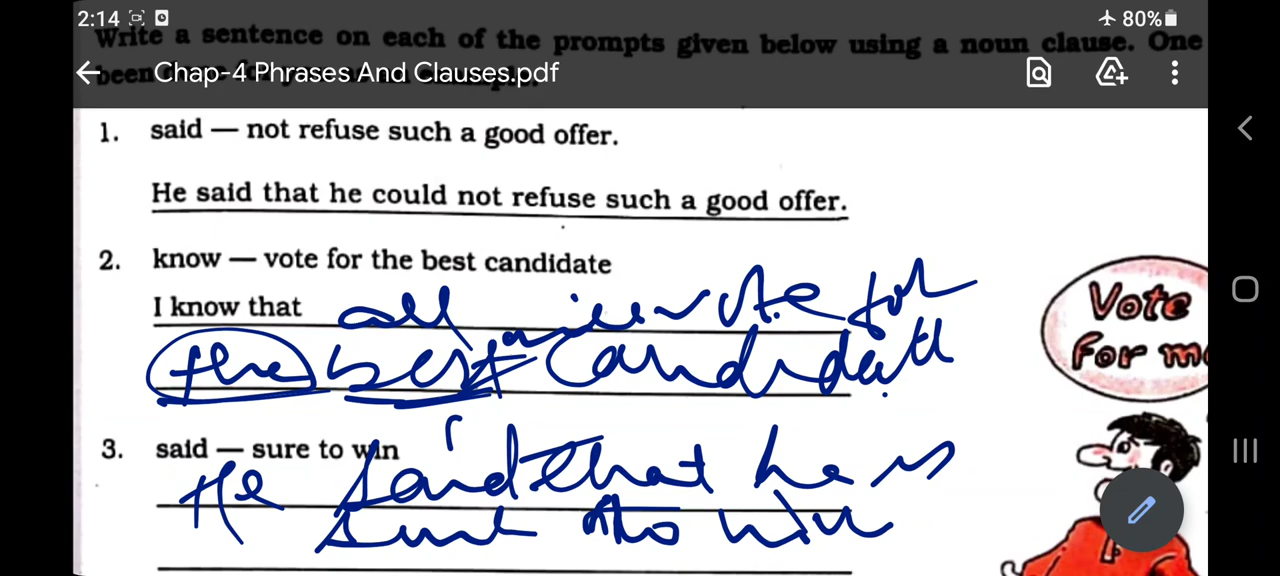 2:14 80%
Write a sentence on each of the prompts given below using a noun clause. One
been
Chap-4 Phrases And Clauses.pdf
1. said — not refuse such a good offer.
He said that he could not refuse such a good offer.
2. know — vote for the best candidate
I know that all will vote for
the best candidate
Vote
For m
3. said — sure to win
He said that he is
sure to win